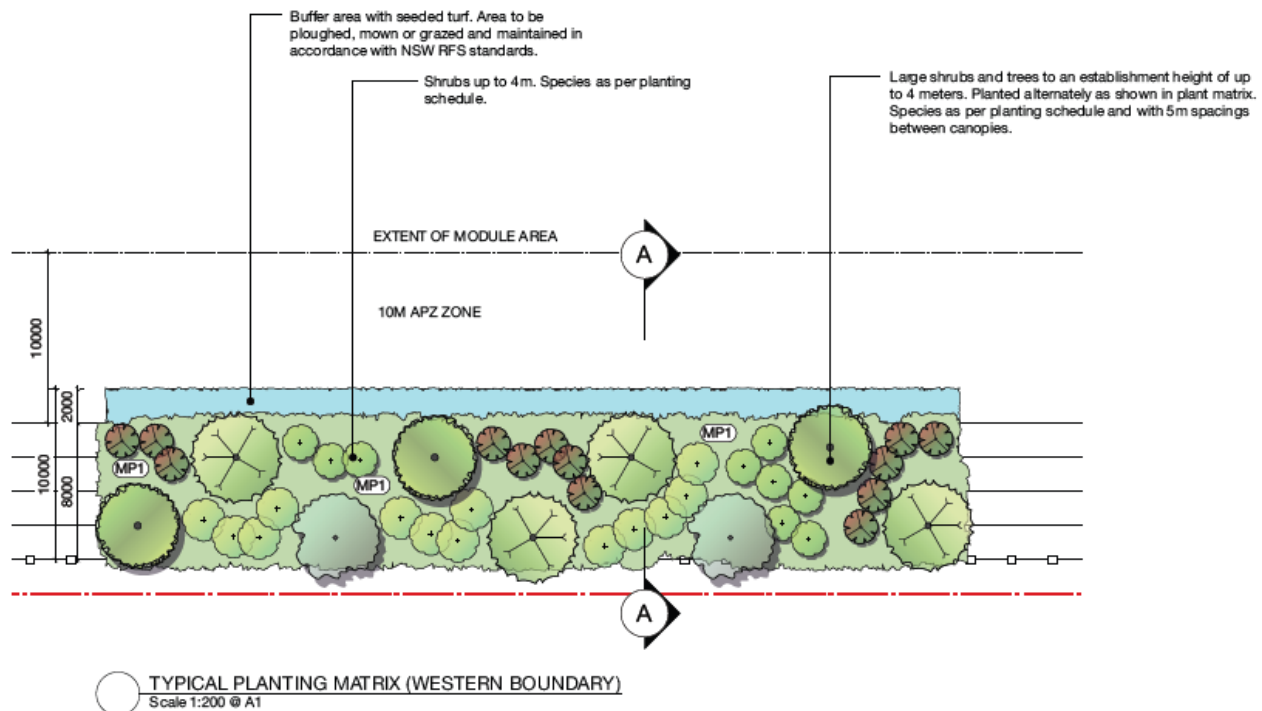 Buffer area with seeded turf. Area to be
ploughed, mown or grazed and maintained in
accordance with NSW RFS standards.
Shrubs up to 4m. Species as per planting
schedule.
Large shrubs and trees to an establishment height of up
to 4 meters. Planted alternately as shown in plant matrix.
Species as per planting schedule and with 5m spacings
between canopies.
EXTENT OF MODULE AREA
A
10M APZ ZONE
10000
2000
10000
8000
MP1
MP1
MP1
A
TYPICAL PLANTING MATRIX (WESTERN BOUNDARY)
Scale 1:200 @ A1